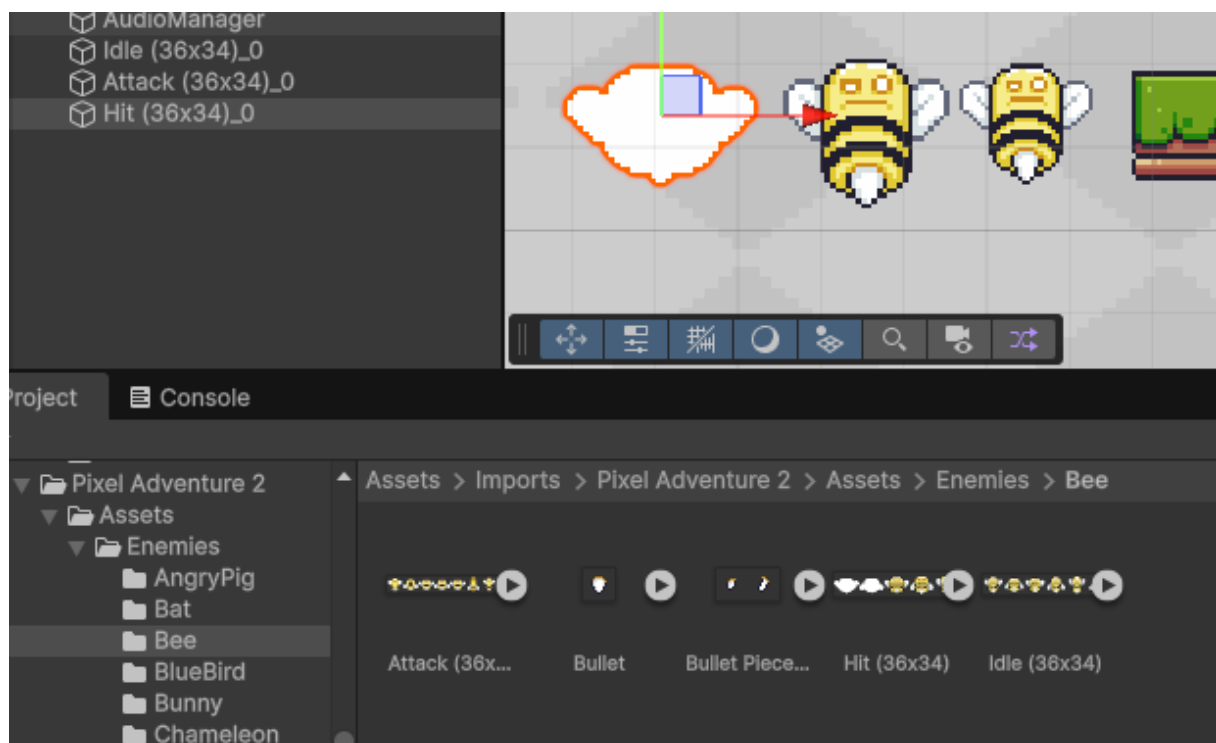 AudioManager
Idle (36x34)_0
Attack (36x34)_0
Hit (36x34)_0
Project
Console
Pixel Adventure 2
Assets
Enemies
AngryPig
Bat
Bee
BlueBird
Bunny
Chameleon
Assets > Imports > Pixel Adventure 2 > Assets > Enemies > Bee
Attack (36x...
Bullet
Bullet Piece...
Hit (36x34)
Idle (36x34)